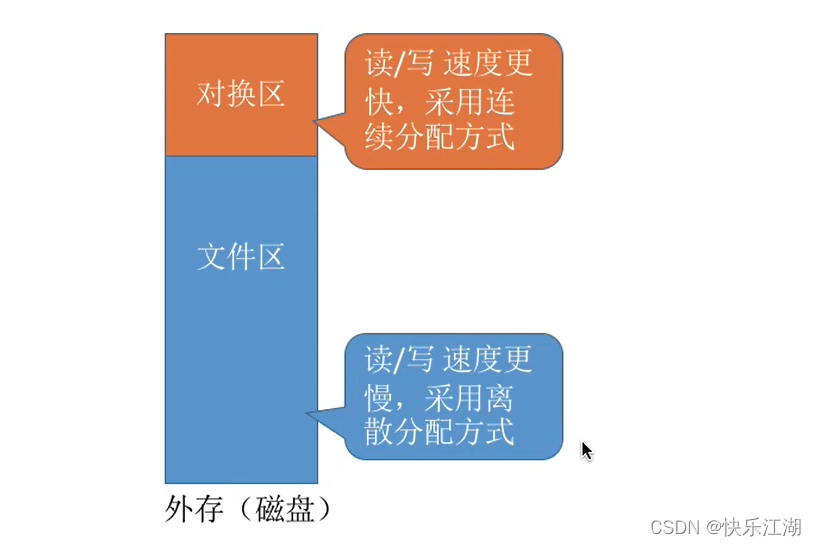 对换区
读/写 速度更
快，采用连
续分配方式
文件区
读/写 速度更
慢，采用离
散分配方式
外存（磁盘）
CSDN @快乐江湖